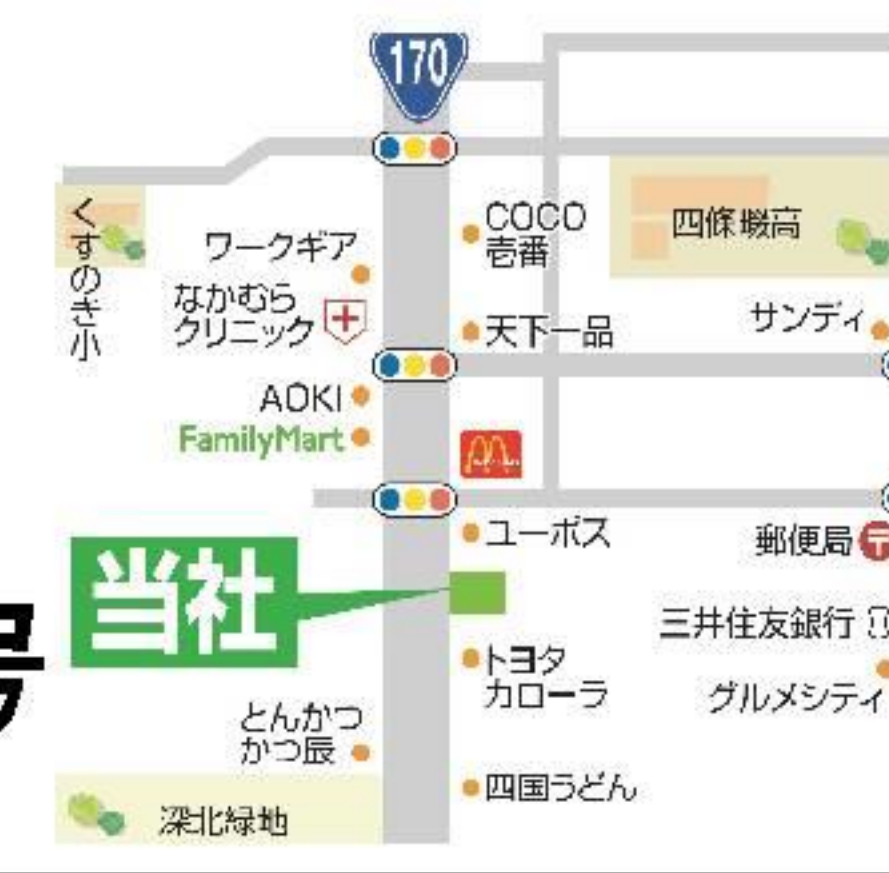 170
COCO
壱番
四條畷高
くすのき小
ワークギア
なかむら
クリニック
天下一品
サンディ
AOKI
FamilyMart
ユーポス
郵便局
当社
三井住友銀行
号
トヨタ
カローラ
グルメシティ
とんかつ
かつ辰
四国うどん
深北緑地